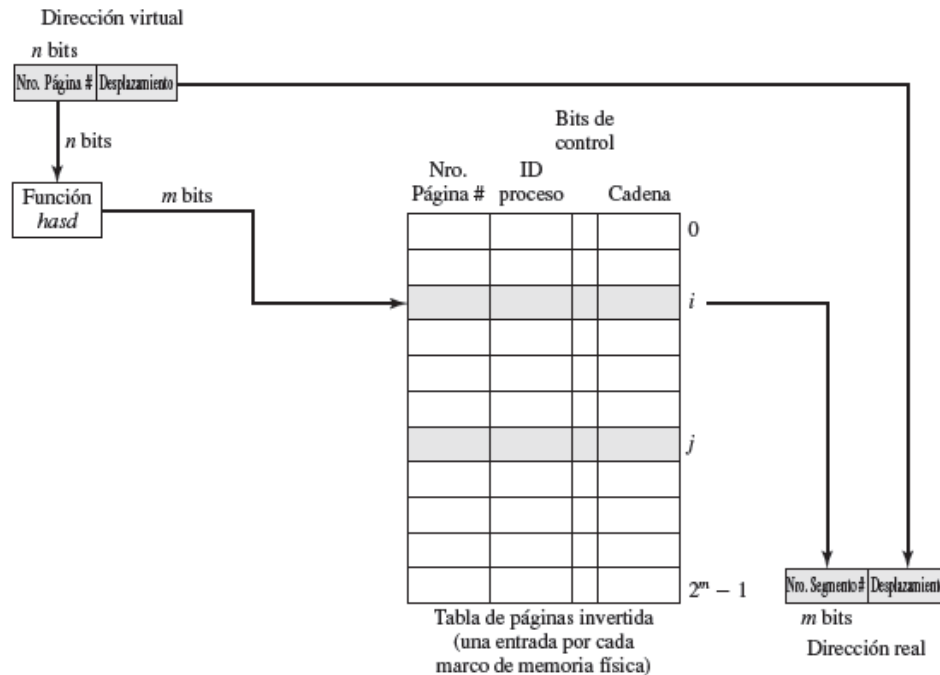 Dirección virtual
n bits
Nro. Página # Desplazamiento
n bits
Función
hasd
m bits
Bits de
control
Nro.
Página #
ID
proceso
Cadena
0
i
j
2^m − 1
Nro. Segmento # Desplazamiento
m bits
Dirección real
Tabla de páginas invertida
(una entrada por cada
marco de memoria física)